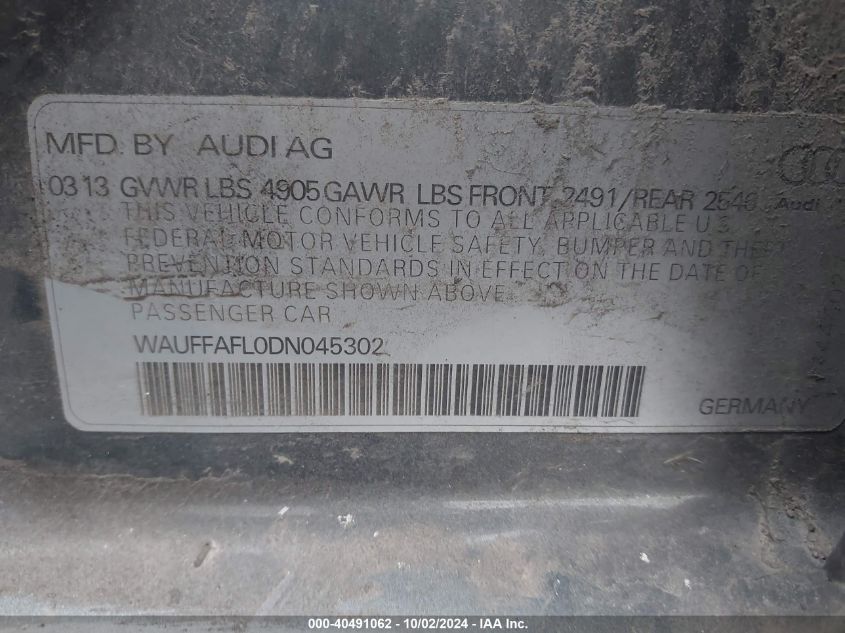 MFD. BY AUDI AG
03 13 GVWR LBS 4905 GAWR LBS FRONT 2491/REAR 2546 Audi
THIS VEHICLE CONFORMS TO ALL APPLICABLE U.S.
FEDERAL MOTOR VEHICLE SAFETY, BUMPER AND THEFT
PREVENTION STANDARDS IN EFFECT ON THE DATE OF
MANUFACTURE SHOWN ABOVE
PASSENGER CAR
WAUFFAFL0DN045302
GERMANY
000-40491062 - 10/02/2024 - IAA Inc.